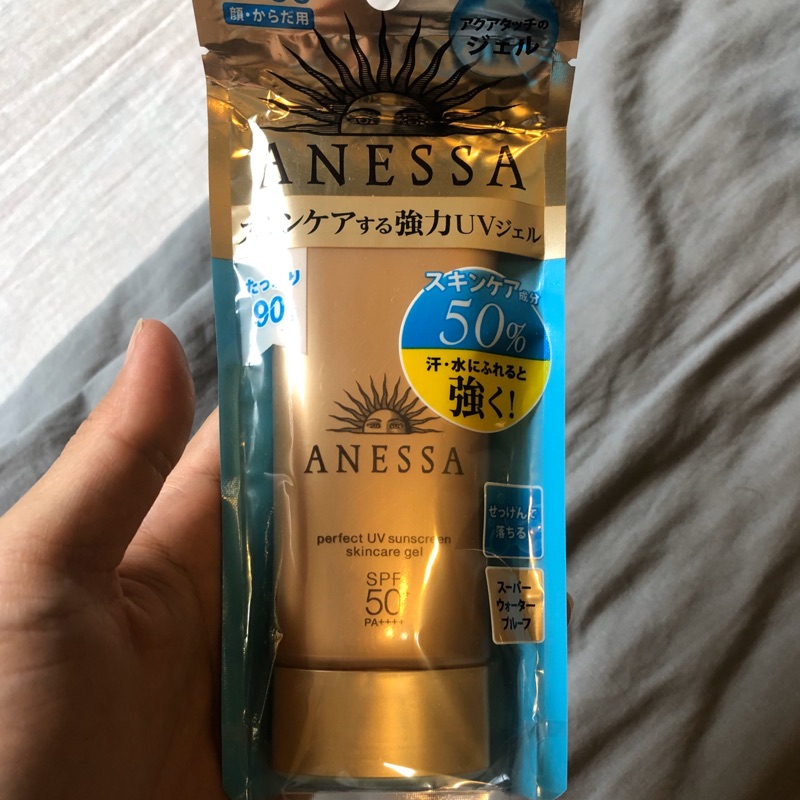 顔・からだ用
アクアタッチの
ジェル
ANESSA
スキンケアする強力UVジェル
たっぷり
90
スキンケア成分
50%
汗・水にふれると
強く!
ANESSA
perfect UV sunscreen
skincare gel
SPF
50+
PA++++
せっけんで
落ちる
スーパー
ウォーター
プルーフ